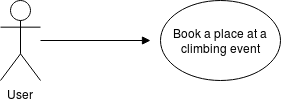 Book a place at a
climbing event
User